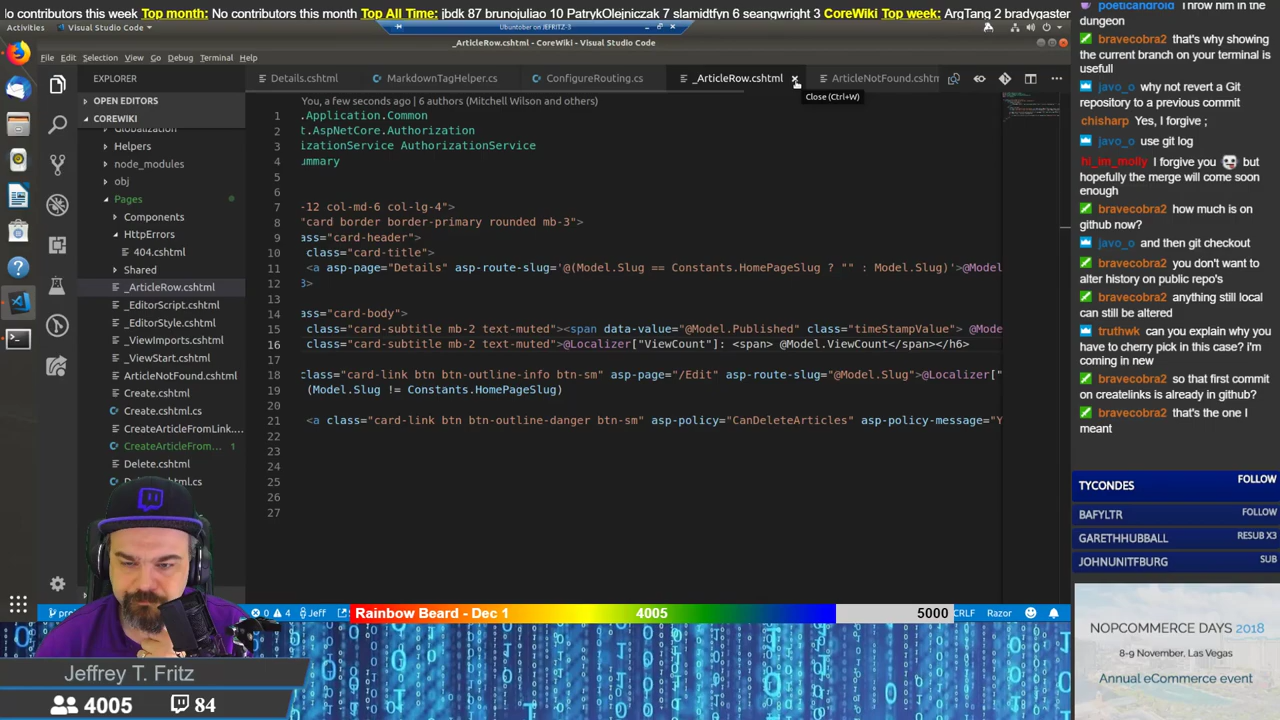 No contributors this month Top Month: No contributors this month Top All Time: jbdk 87 brunojuliao 10 PatrykOlejniczak 7 slamidtfyn 6 seangwright 3 CoreWiki Top week: ArgTang 2 bradygaster
Activities
Visual Studio Code
Ubuntober on JEFRITZ-3
_ArticleRow.cshtml - CoreWiki - Visual Studio Code
File Edit Selection View Go Debug Terminal Help
EXPLORER
Details.cshtml
MarkdownTagHelper.cs
ConfigureRouting.cs
_ArticleRow.cshtml
ArticleNotFound.cshtm
Close (Ctrl+W)
OPEN EDITORS
COREWIKI
Globalization
Helpers
node_modules
obj
Pages
Components
HttpErrors
404.cshtml
Shared
_ArticleRow.cshtml
_EditorScript.cshtml
_EditorStyle.cshtml
_ViewImports.cshtml
_ViewStart.cshtml
ArticleNotFound.cshtml
Create.cshtml
Create.cshtml.cs
CreateArticleFromLink....
CreateArticleFrom... 1
Delete.cshtml
tml.cs
You, a few seconds ago | 6 authors (Mitchell Wilson and others)
1 .Application.Common
2 t.AspNetCore.Authorization
3 izationService AuthorizationService
4 ummary
5
6
7 -12 col-md-6 col-lg-4">
8 "card border border-primary rounded mb-3">
9 ass="card-header">
10 class="card-title">
11 <a asp-page="Details" asp-route-slug='@(Model.Slug == Constants.HomePageSlug ? "" : Model.Slug)'>@Model
12 3>
13
14 ass="card-body">
15 class="card-subtitle mb-2 text-muted"><span data-value="@Model.Published" class="timeStampValue"> @Mode
16 class="card-subtitle mb-2 text-muted">@Localizer["ViewCount"]: <span> @Model.ViewCount</span></h6>
17
18 class="card-link btn btn-outline-info btn-sm" asp-page="/Edit" asp-route-slug="@Model.Slug">@Localizer["
19 (Model.Slug != Constants.HomePageSlug)
20
21 <a class="card-link btn btn-outline-danger btn-sm" asp-policy="CanDeleteArticles" asp-policy-message="Y
22
23
24
25
26
27
0 4 Jeff
CRLF Razor
Rainbow Beard - Dec 1 4005 5000
Jeffrey T. Fritz
4005 84
poeticandroid I throw him in the
dungeon
bravecobra2 that's why showing
the current branch on your terminal is
usefull
javo_o why not revert a Git
repository to a previous commit
chisharp Yes, I forgive ;
javo_o use git log
hi_im_molly I forgive you but
hopefully the merge will come soon
enough
bravecobra2 how much is on
github now?
javo_o and then git checkout
bravecobra2 you don't want to
alter history on public repo's
bravecobra2 anything still local
can still be altered
truthwk can you explain why you
have to cherry pick in this case? i'm
coming in new
bravecobra2 so that first commit
on createlinks is already in github?
bravecobra2 that's the one I
meant
TYCONDES FOLLOW
BAFYLTR FOLLOW
GARETHHUBBALL RESUB X3
JOHNUNITFBURG SUB
NOPCOMMERCE DAYS 2018
8-9 November, Las Vegas
Annual eCommerce event